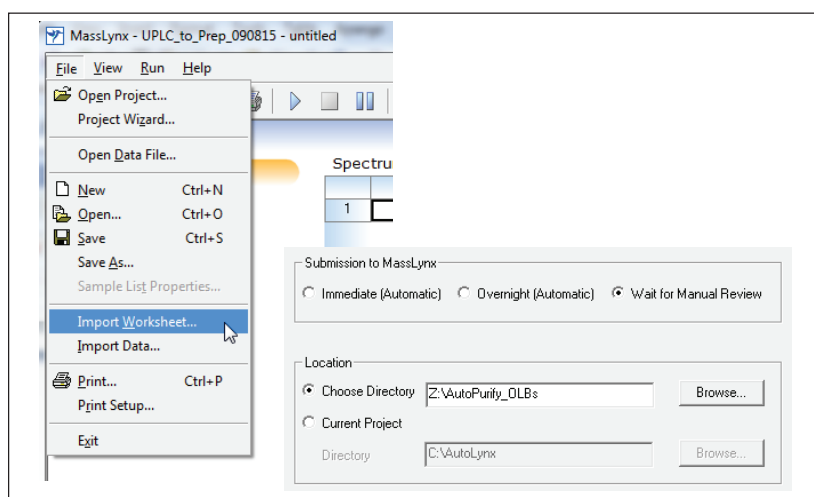 MassLynx - UPLC_to_Prep_090815 - untitled
File View Run Help
Open Project...
Project Wizard...
Open Data File...
New Ctrl+N
Open... Ctrl+O
Save Ctrl+S
Save As...
Sample List Properties...
Import Worksheet...
Import Data...
Print... Ctrl+P
Print Setup...
Exit
1
Submission to MassLynx
Immediate (Automatic) Overnight (Automatic) Wait for Manual Review
Location
Choose Directory Z:\AutoPurify_OLBs Browse...
Current Project
Directory C:\AutoLynx Browse...